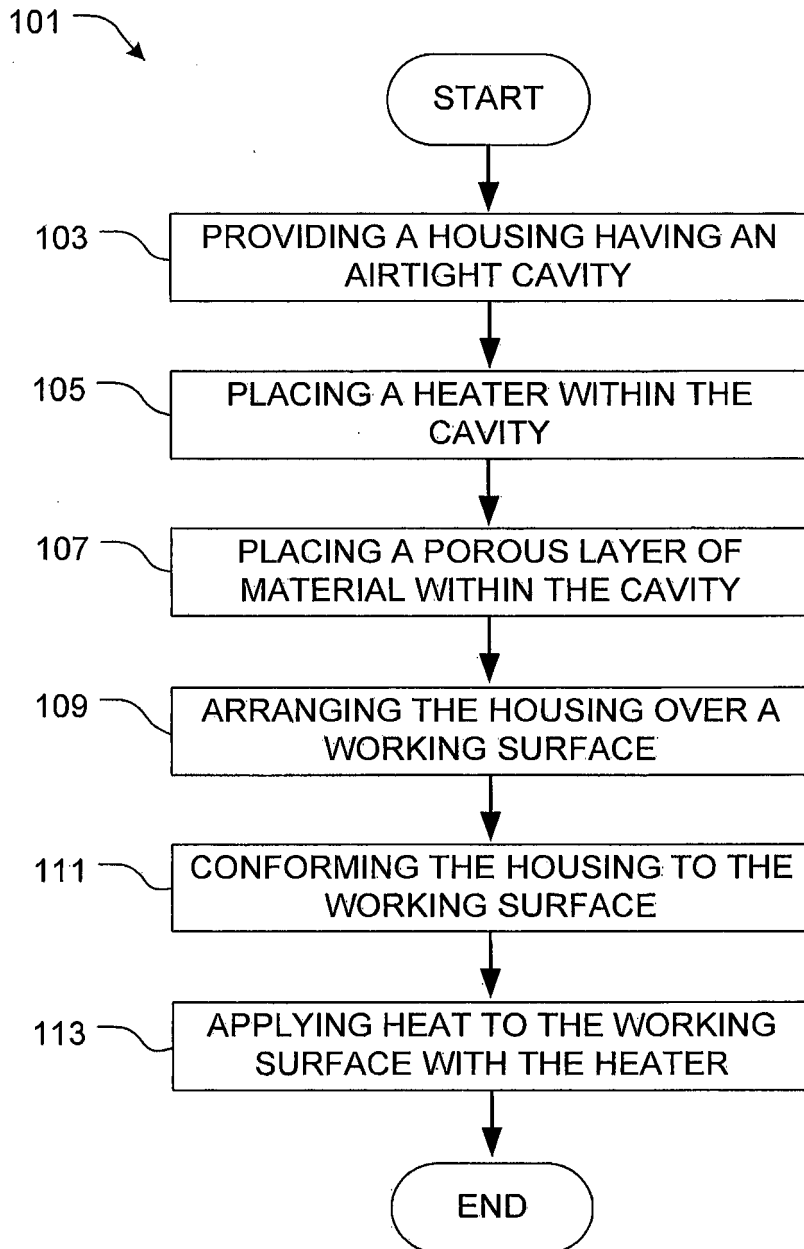 101
START
103
PROVIDING A HOUSING HAVING AN
AIRTIGHT CAVITY
105
PLACING A HEATER WITHIN THE
CAVITY
107
PLACING A POROUS LAYER OF
MATERIAL WITHIN THE CAVITY
109
ARRANGING THE HOUSING OVER A
WORKING SURFACE
111
CONFORMING THE HOUSING TO THE
WORKING SURFACE
113
APPLYING HEAT TO THE WORKING
SURFACE WITH THE HEATER
END